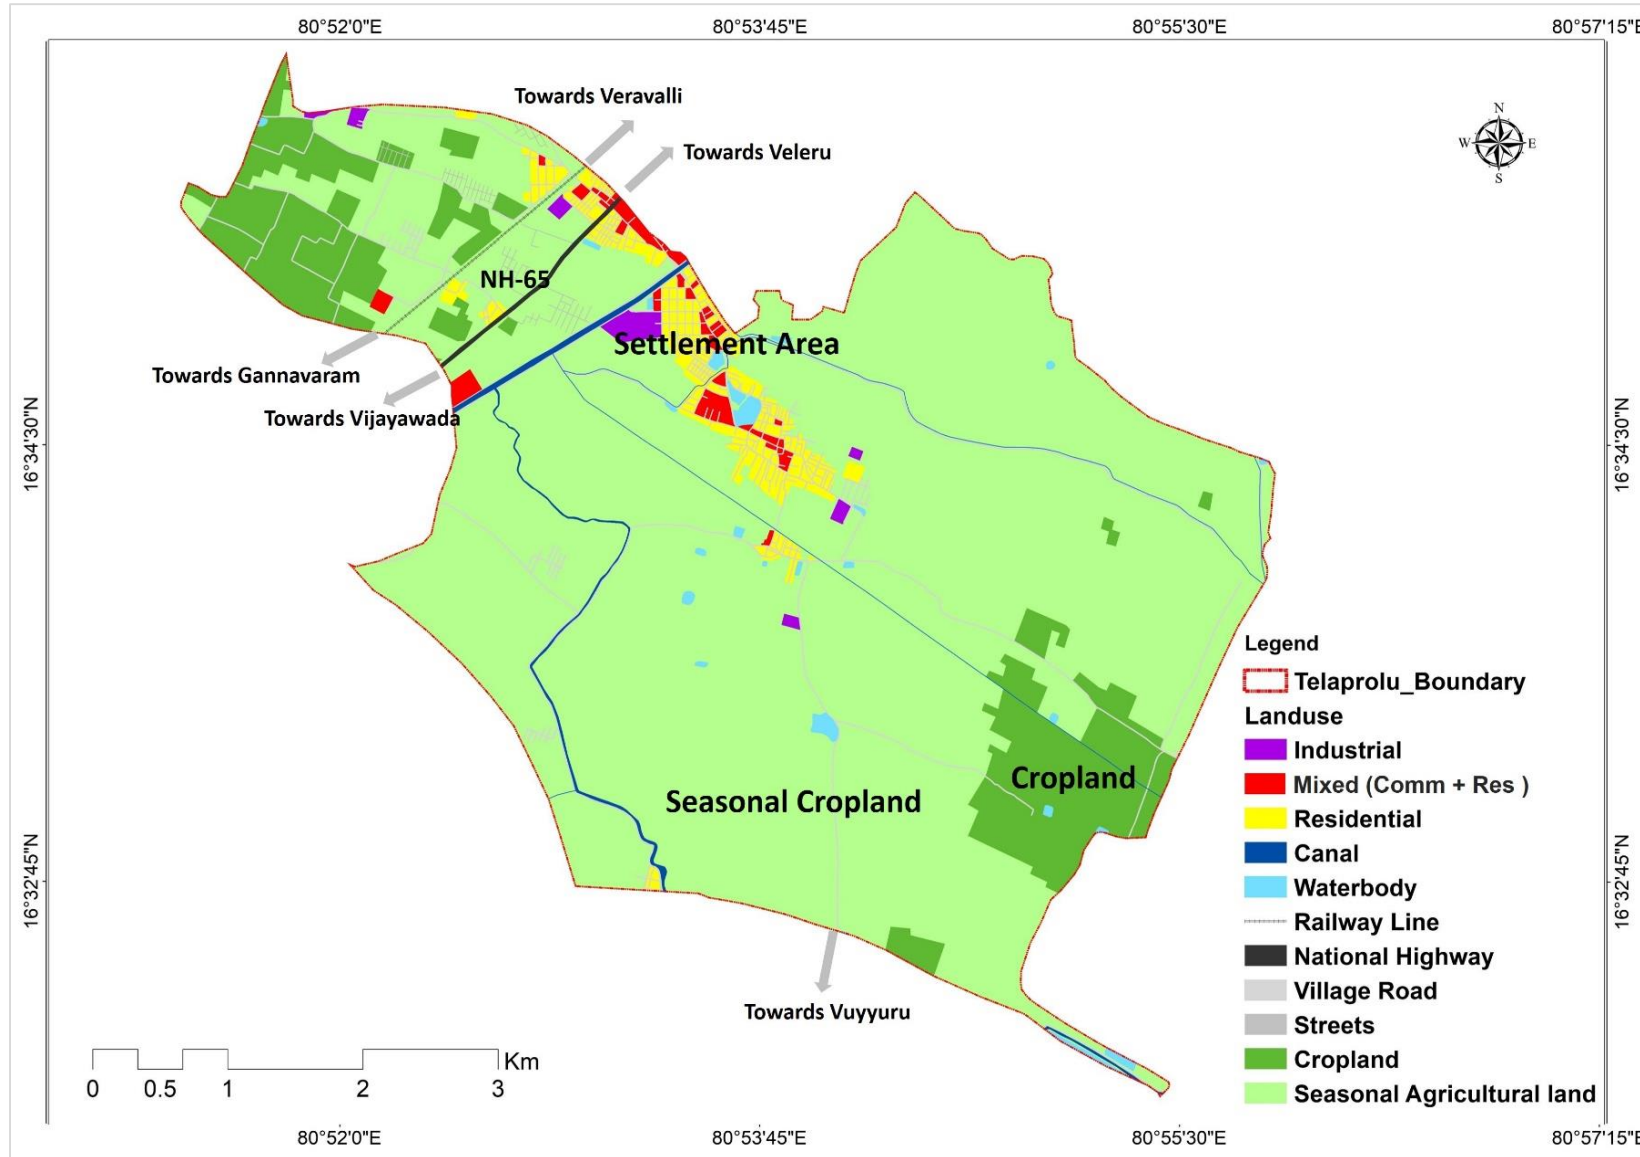 80°52'0"E
80°53'45"E
80°55'30"E
80°57'15"E
Towards Veravalli
Towards Veleru
N
W
E
S
NH-65
Settlement Area
Towards Gannavaram
Towards Vijayawada
16°34'30"N
16°34'30"N
Legend
Telaprolu_Boundary
Landuse
Industrial
Mixed (Comm + Res )
Residential
Canal
Waterbody
Railway Line
National Highway
Village Road
Streets
Cropland
Seasonal Agricultural land
Cropland
Seasonal Cropland
16°32'45"N
16°32'45"N
Towards Vuyyuru
Km
0 0.5 1 2 3
80°52'0"E
80°53'45"E
80°55'30"E
80°57'15"E